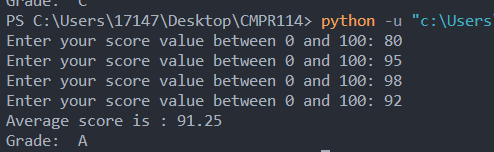 Grade:  C
PS C:\Users\17147\Desktop\CMPR114> python -u "c:\Users
Enter your score value between 0 and 100: 80
Enter your score value between 0 and 100: 95
Enter your score value between 0 and 100: 98
Enter your score value between 0 and 100: 92
Average score is : 91.25
Grade:  A